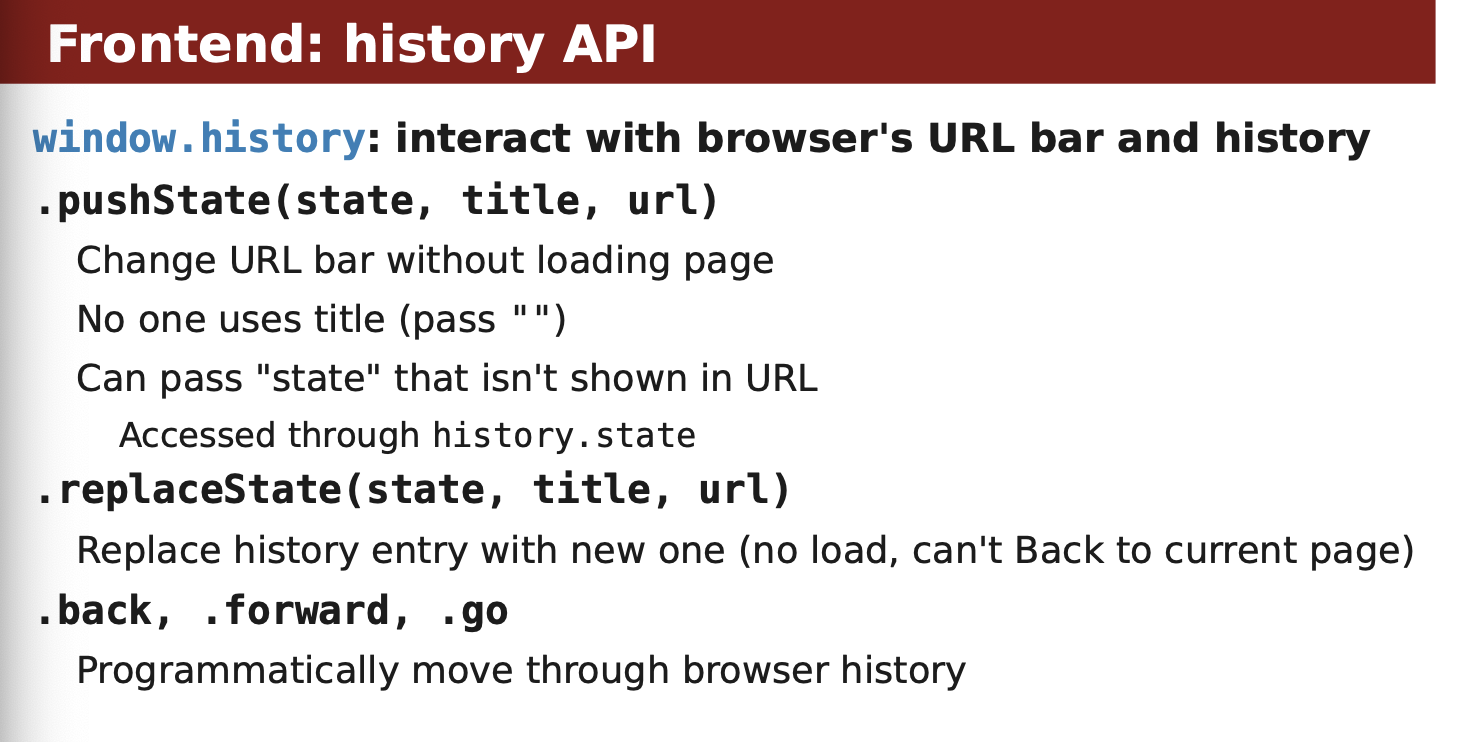 Frontend: history API
window.history: interact with browser's URL bar and history
.pushState(state, title, url)
Change URL bar without loading page
No one uses title (pass "")
Can pass "state" that isn't shown in URL
Accessed through history.state
.replaceState(state, title, url)
Replace history entry with new one (no load, can't Back to current page)
.back, .forward, .go
Programmatically move through browser history